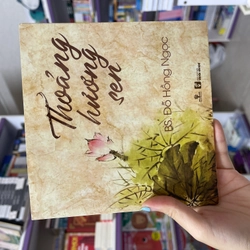 Thoảng
hương
sen
BS. Đỗ Hồng Ngọc